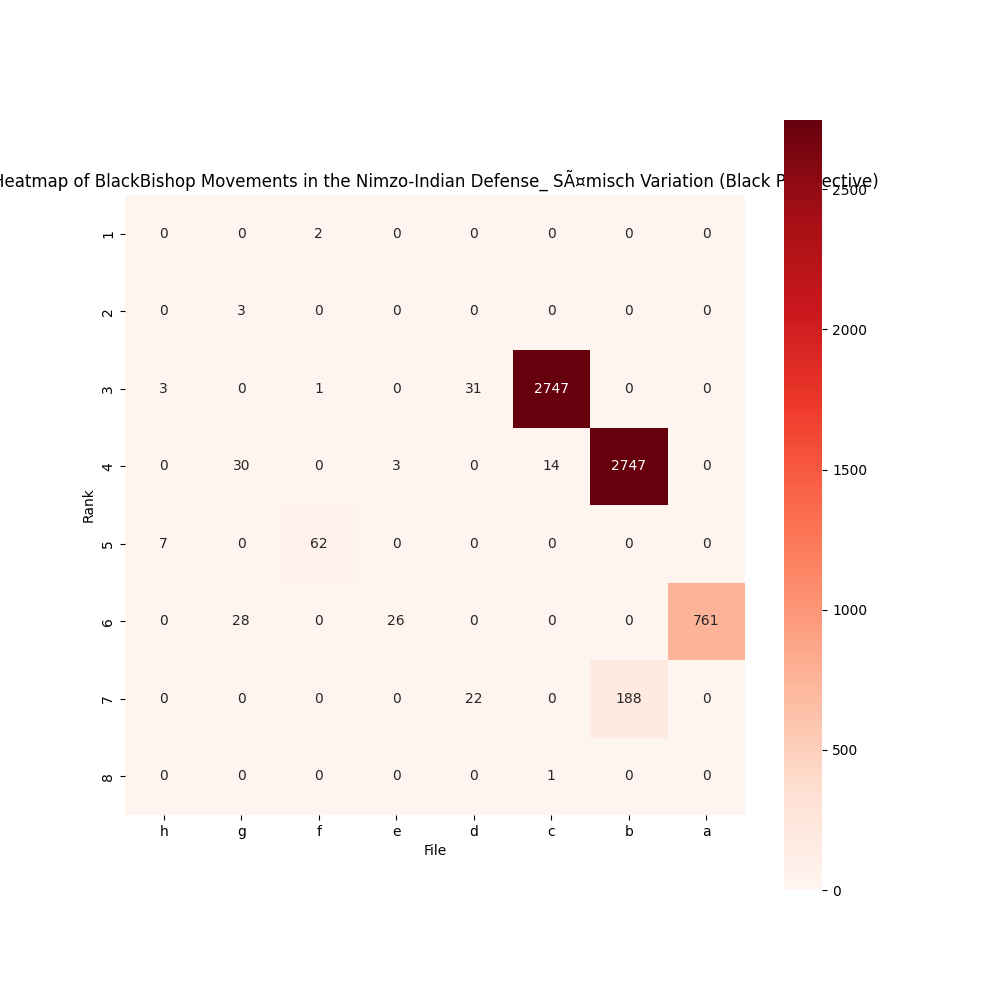 Heatmap of BlackBishop Movements in the Nimzo-Indian Defense_ SÃ¤misch Variation (Black P ective)
1 0 0 2 0 0 0 0 0
2 0 3 0 0 0 0 0 0
3 3 0 1 0 31 2747 0 0
4 0 30 0 3 0 14 2747 0
5 7 0 62 0 0 0 0 0
6 0 28 0 26 0 0 0 761
7 0 0 0 0 22 0 188 0
8 0 0 0 0 0 1 0 0
h g f e d c b a
File
Rank
2500
2000
1500
1000
500
0